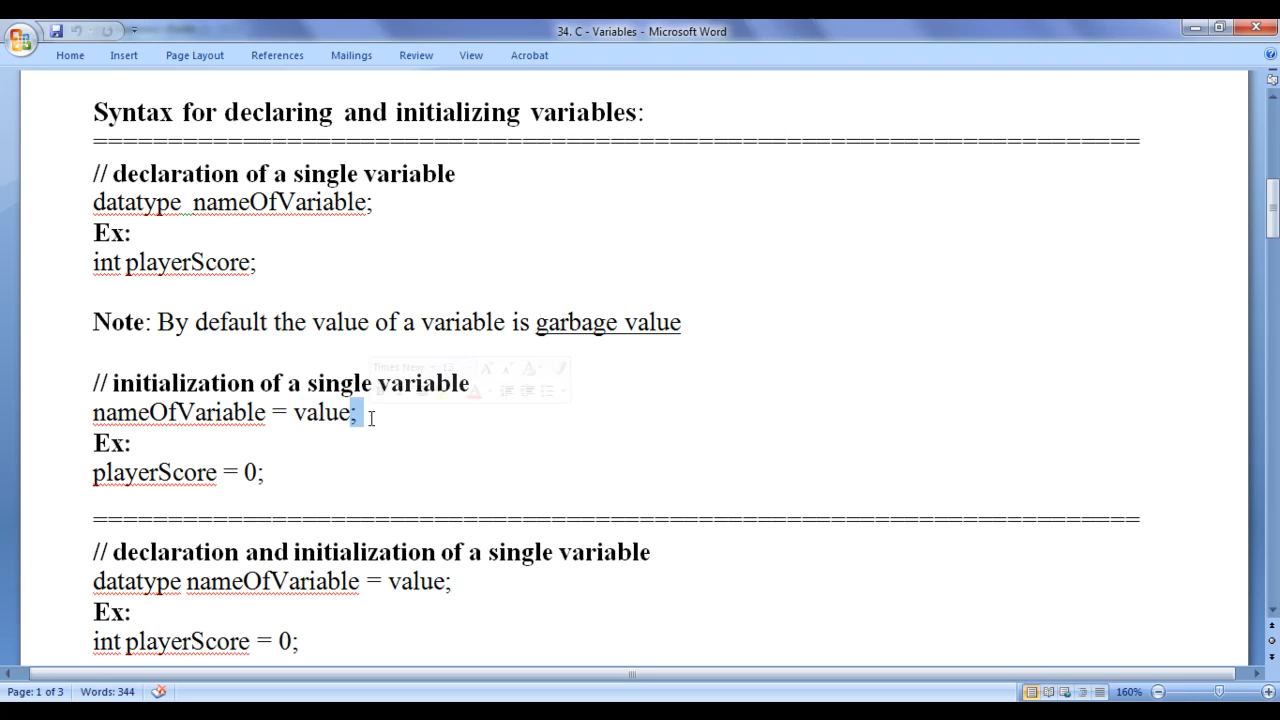 34. C - Variables - Microsoft Word
Home Insert Page Layout References Mailings Review View Acrobat
Syntax for declaring and initializing variables:
======================================================================
// declaration of a single variable
datatype  nameOfVariable;
Ex:
int playerScore;
Note: By default the value of a variable is garbage value
Times New
// initialization of a single variable
nameOfVariable = value;
Ex:
playerScore = 0;
======================================================================
// declaration and initialization of a single variable
datatype nameOfVariable = value;
Ex:
int playerScore = 0;
Page: 1 of 3 Words: 344 160%